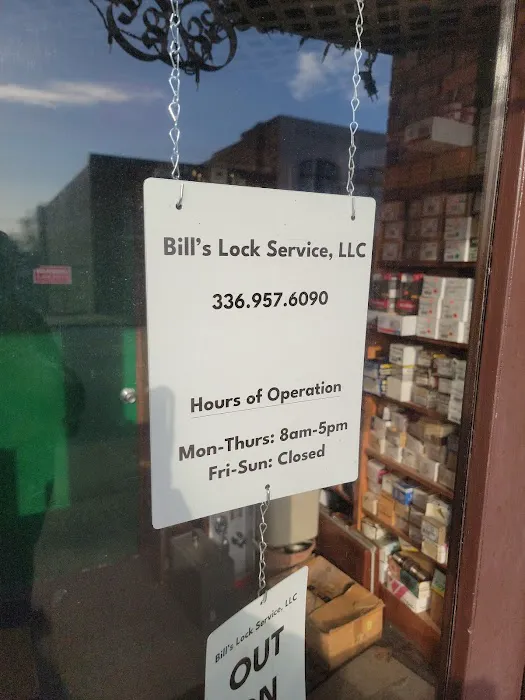 Bill's Lock Service, LLC
336.957.6090
Hours of Operation
Mon-Thurs: 8am-5pm
Fri-Sun: Closed
Bill's Lock Service, LLC
OUT
ON